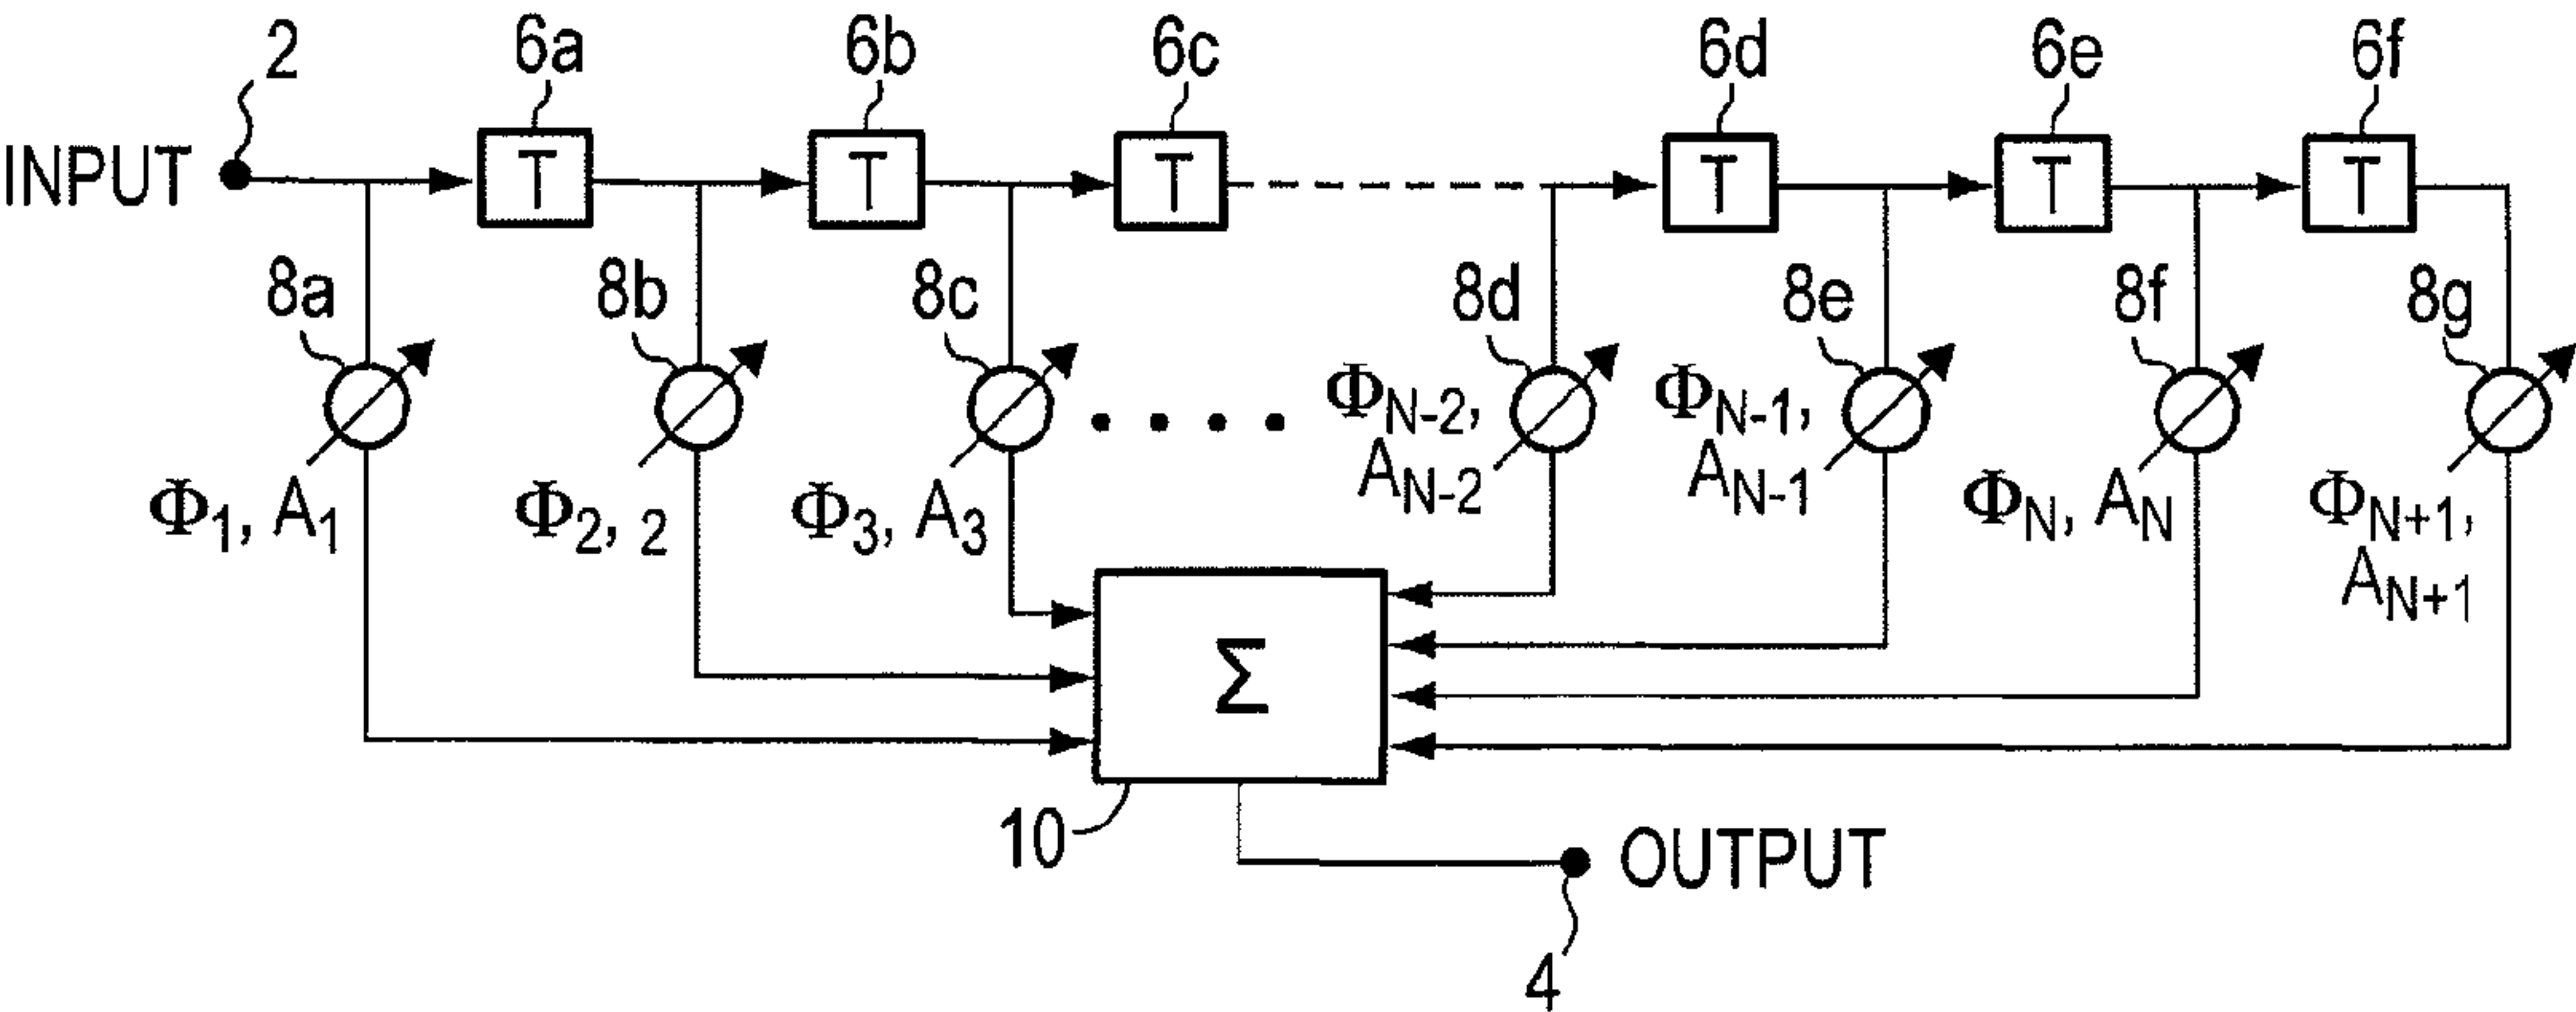 2 6a 6b 6c 6d 6e 6f
INPUT T T T T T T
8a 8b 8c 8d 8e 8f 8g
Φ1, A1 Φ2, 2 Φ3, A3 ΦN-2, AN-2 ΦN-1, AN-1 ΦN, AN ΦN+1, AN+1
Σ
10
OUTPUT
4